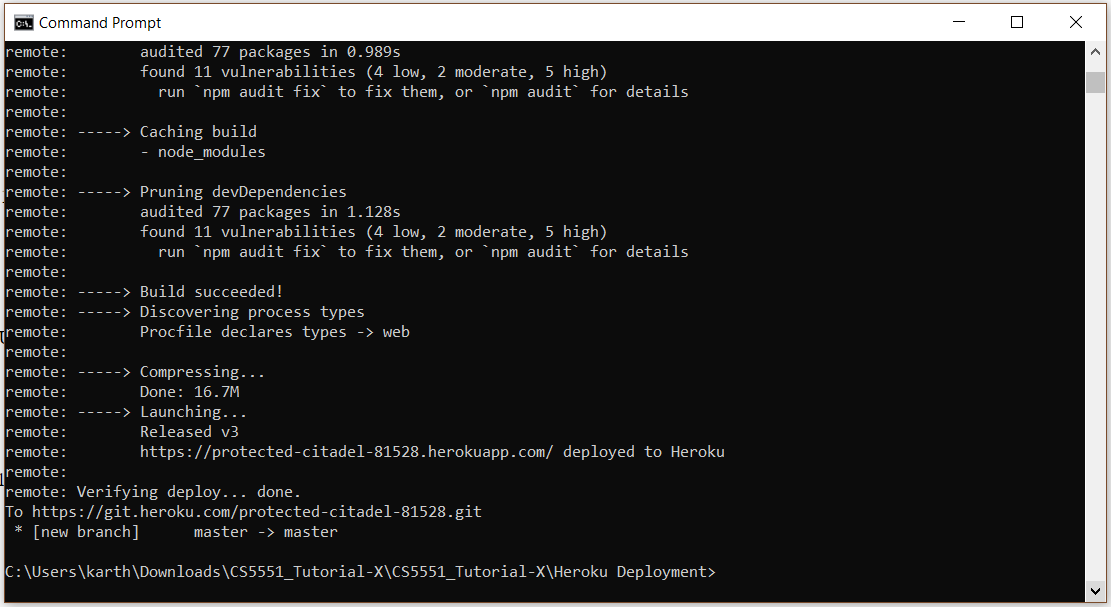 Command Prompt
remote:        audited 77 packages in 0.989s
remote:        found 11 vulnerabilities (4 low, 2 moderate, 5 high)
remote:          run `npm audit fix` to fix them, or `npm audit` for details
remote:
remote: -----> Caching build
remote:        - node_modules
remote:
remote: -----> Pruning devDependencies
remote:        audited 77 packages in 1.128s
remote:        found 11 vulnerabilities (4 low, 2 moderate, 5 high)
remote:          run `npm audit fix` to fix them, or `npm audit` for details
remote:
remote: -----> Build succeeded!
remote: -----> Discovering process types
remote:        Procfile declares types -> web
remote:
remote: -----> Compressing...
remote:        Done: 16.7M
remote: -----> Launching...
remote:        Released v3
remote:        https://protected-citadel-81528.herokuapp.com/ deployed to Heroku
remote:
remote: Verifying deploy... done.
To https://git.heroku.com/protected-citadel-81528.git
 * [new branch]      master -> master
C:\Users\karth\Downloads\CS5551_Tutorial-X\CS5551_Tutorial-X\Heroku Deployment>